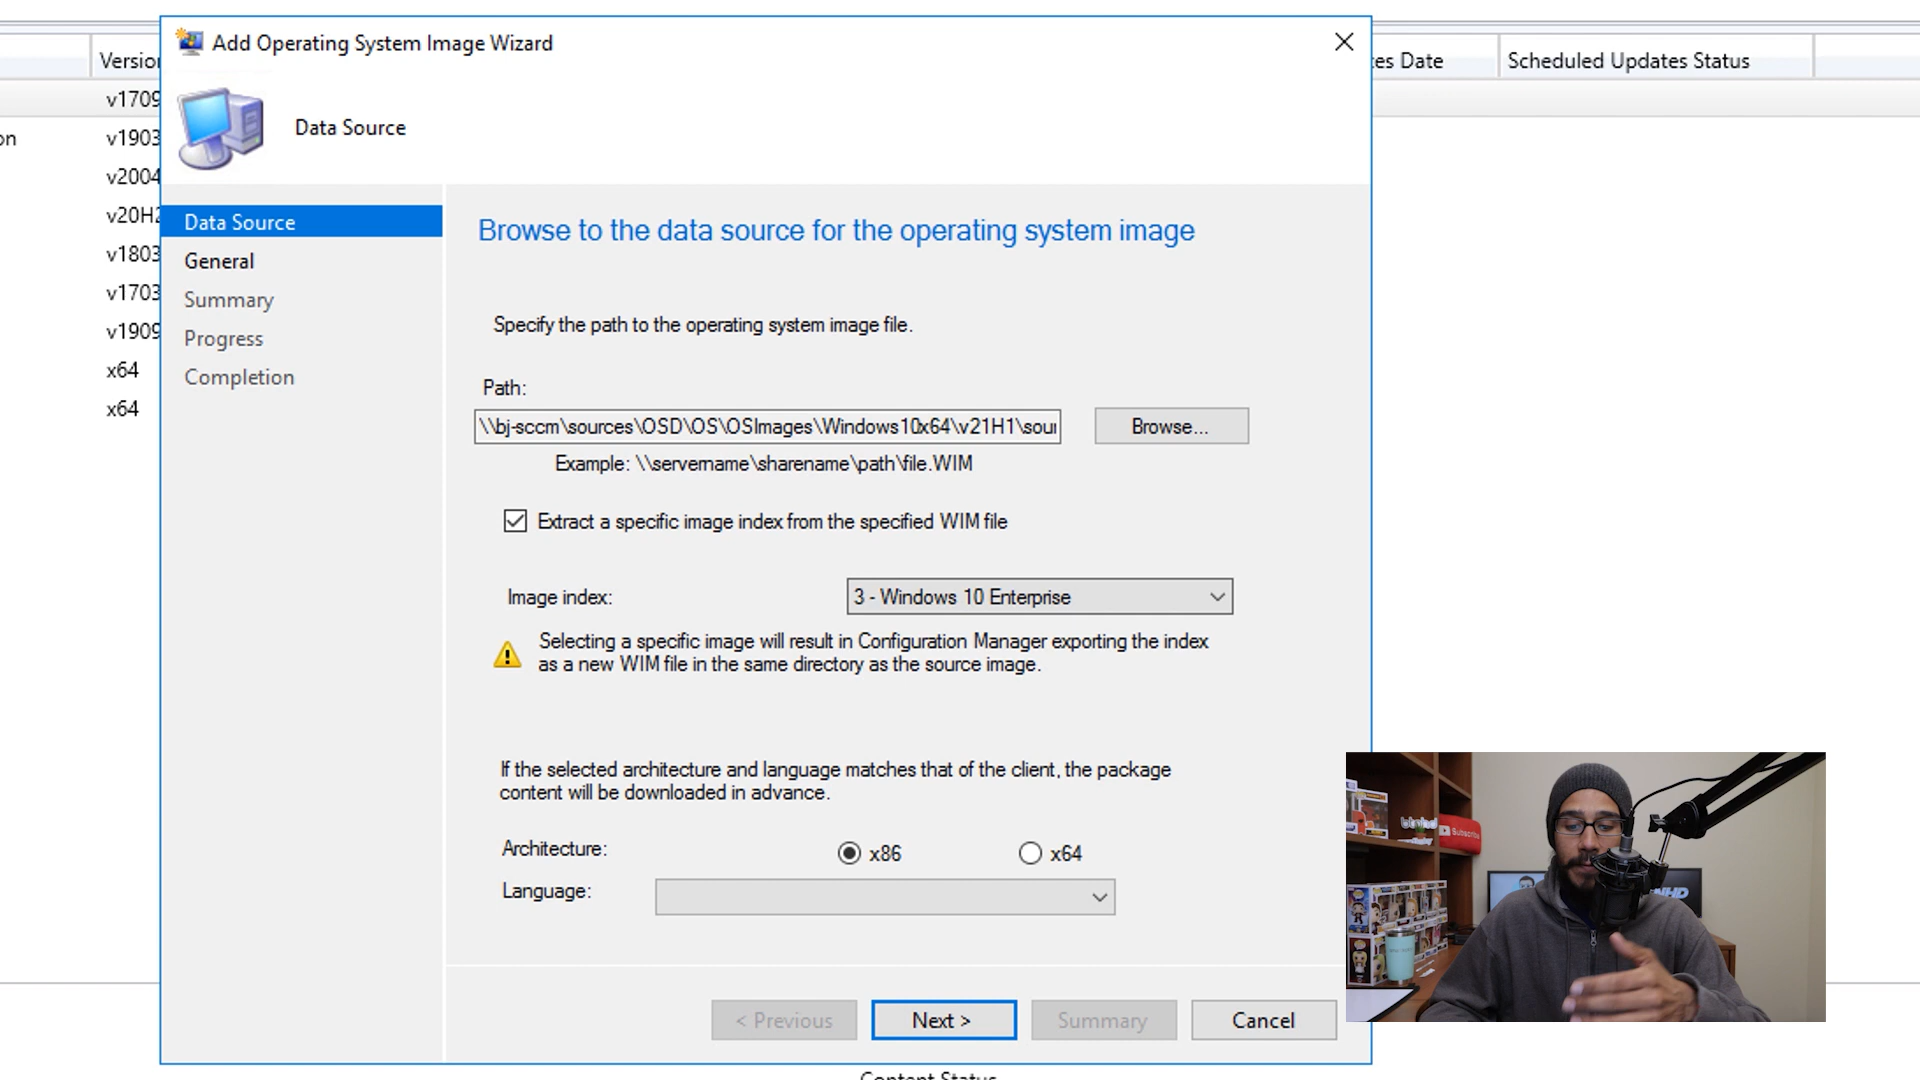 Add Operating System Image Wizard
Versio
es Date
Scheduled Updates Status
v1709
on
v1903
v2004
v20H2
v1803
v1703
v1909
x64
x64
Data Source
Data Source
General
Summary
Progress
Completion
Browse to the data source for the operating system image
Specify the path to the operating system image file.
Path:
\\bj-sccm\sources\OSD\OS\OSImages\Windows10x64\v21H1\sour
Browse...
Example: \\servername\sharename\path\file.WIM
Extract a specific image index from the specified WIM file
Image index:
3 - Windows 10 Enterprise
Selecting a specific image will result in Configuration Manager exporting the index
as a new WIM file in the same directory as the source image.
If the selected architecture and language matches that of the client, the package
content will be downloaded in advance.
Architecture:
x86
x64
Language:
< Previous
Next >
Summary
Cancel
Content Status
Subscribe